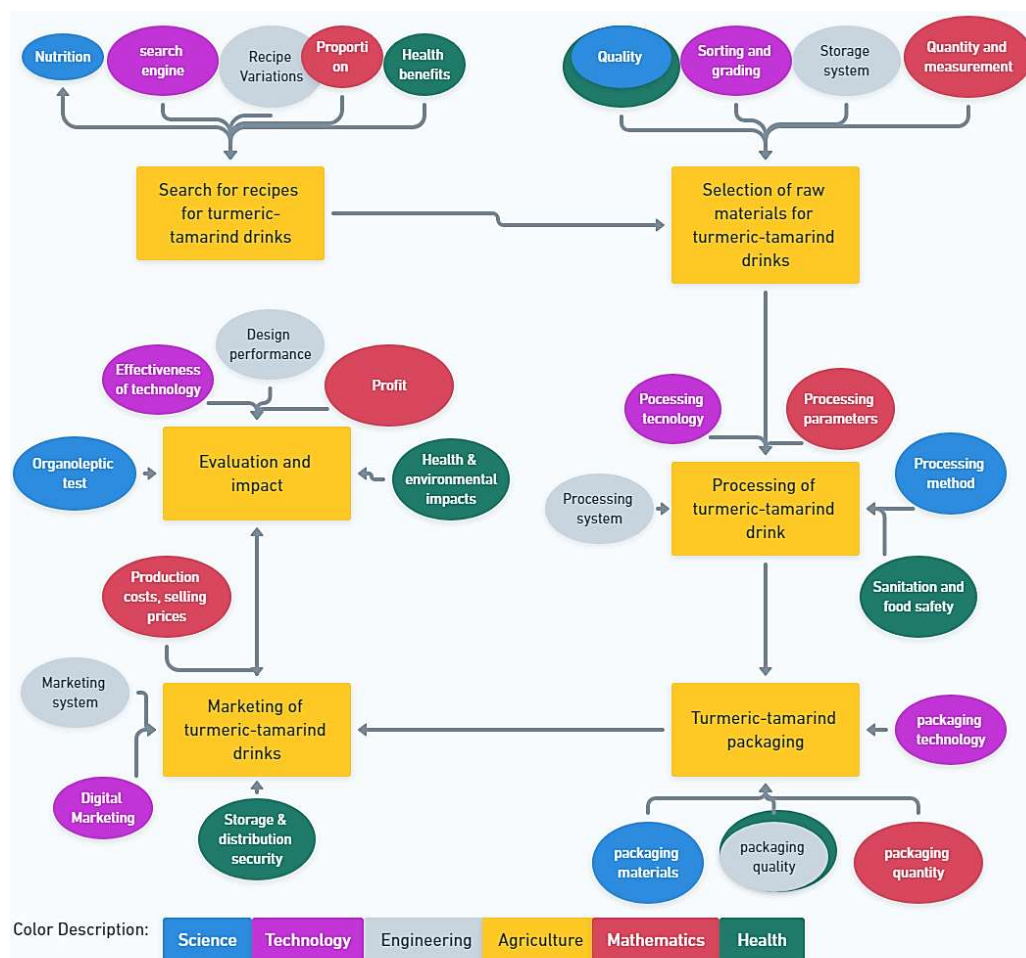 Nutrition
search
engine
Recipe
Variations
Proporti
on
Health
benefits
Quality
Sorting and
grading
Storage
system
Quantity and
measurement
Search for recipes
for turmeric-
tamarind drinks
Selection of raw
materials for
turmeric-tamarind
drinks
Design
performance
Effectiveness
of technology
Profit
Organoleptic
test
Evaluation and
impact
Health &
environmental
impacts
Pocessing
tecnology
Processing
parameters
Processing
system
Processing of
turmeric-tamarind
drink
Processing
method
Sanitation and
food safety
Production
costs, selling
prices
Marketing
system
Marketing of
turmeric-tamarind
drinks
Digital
Marketing
Storage &
distribution
security
Turmeric-tamarind
packaging
packaging
technology
packaging
materials
packaging
quality
packaging
quantity
Color Description:
Science
Technology
Engineering
Agriculture
Mathematics
Health